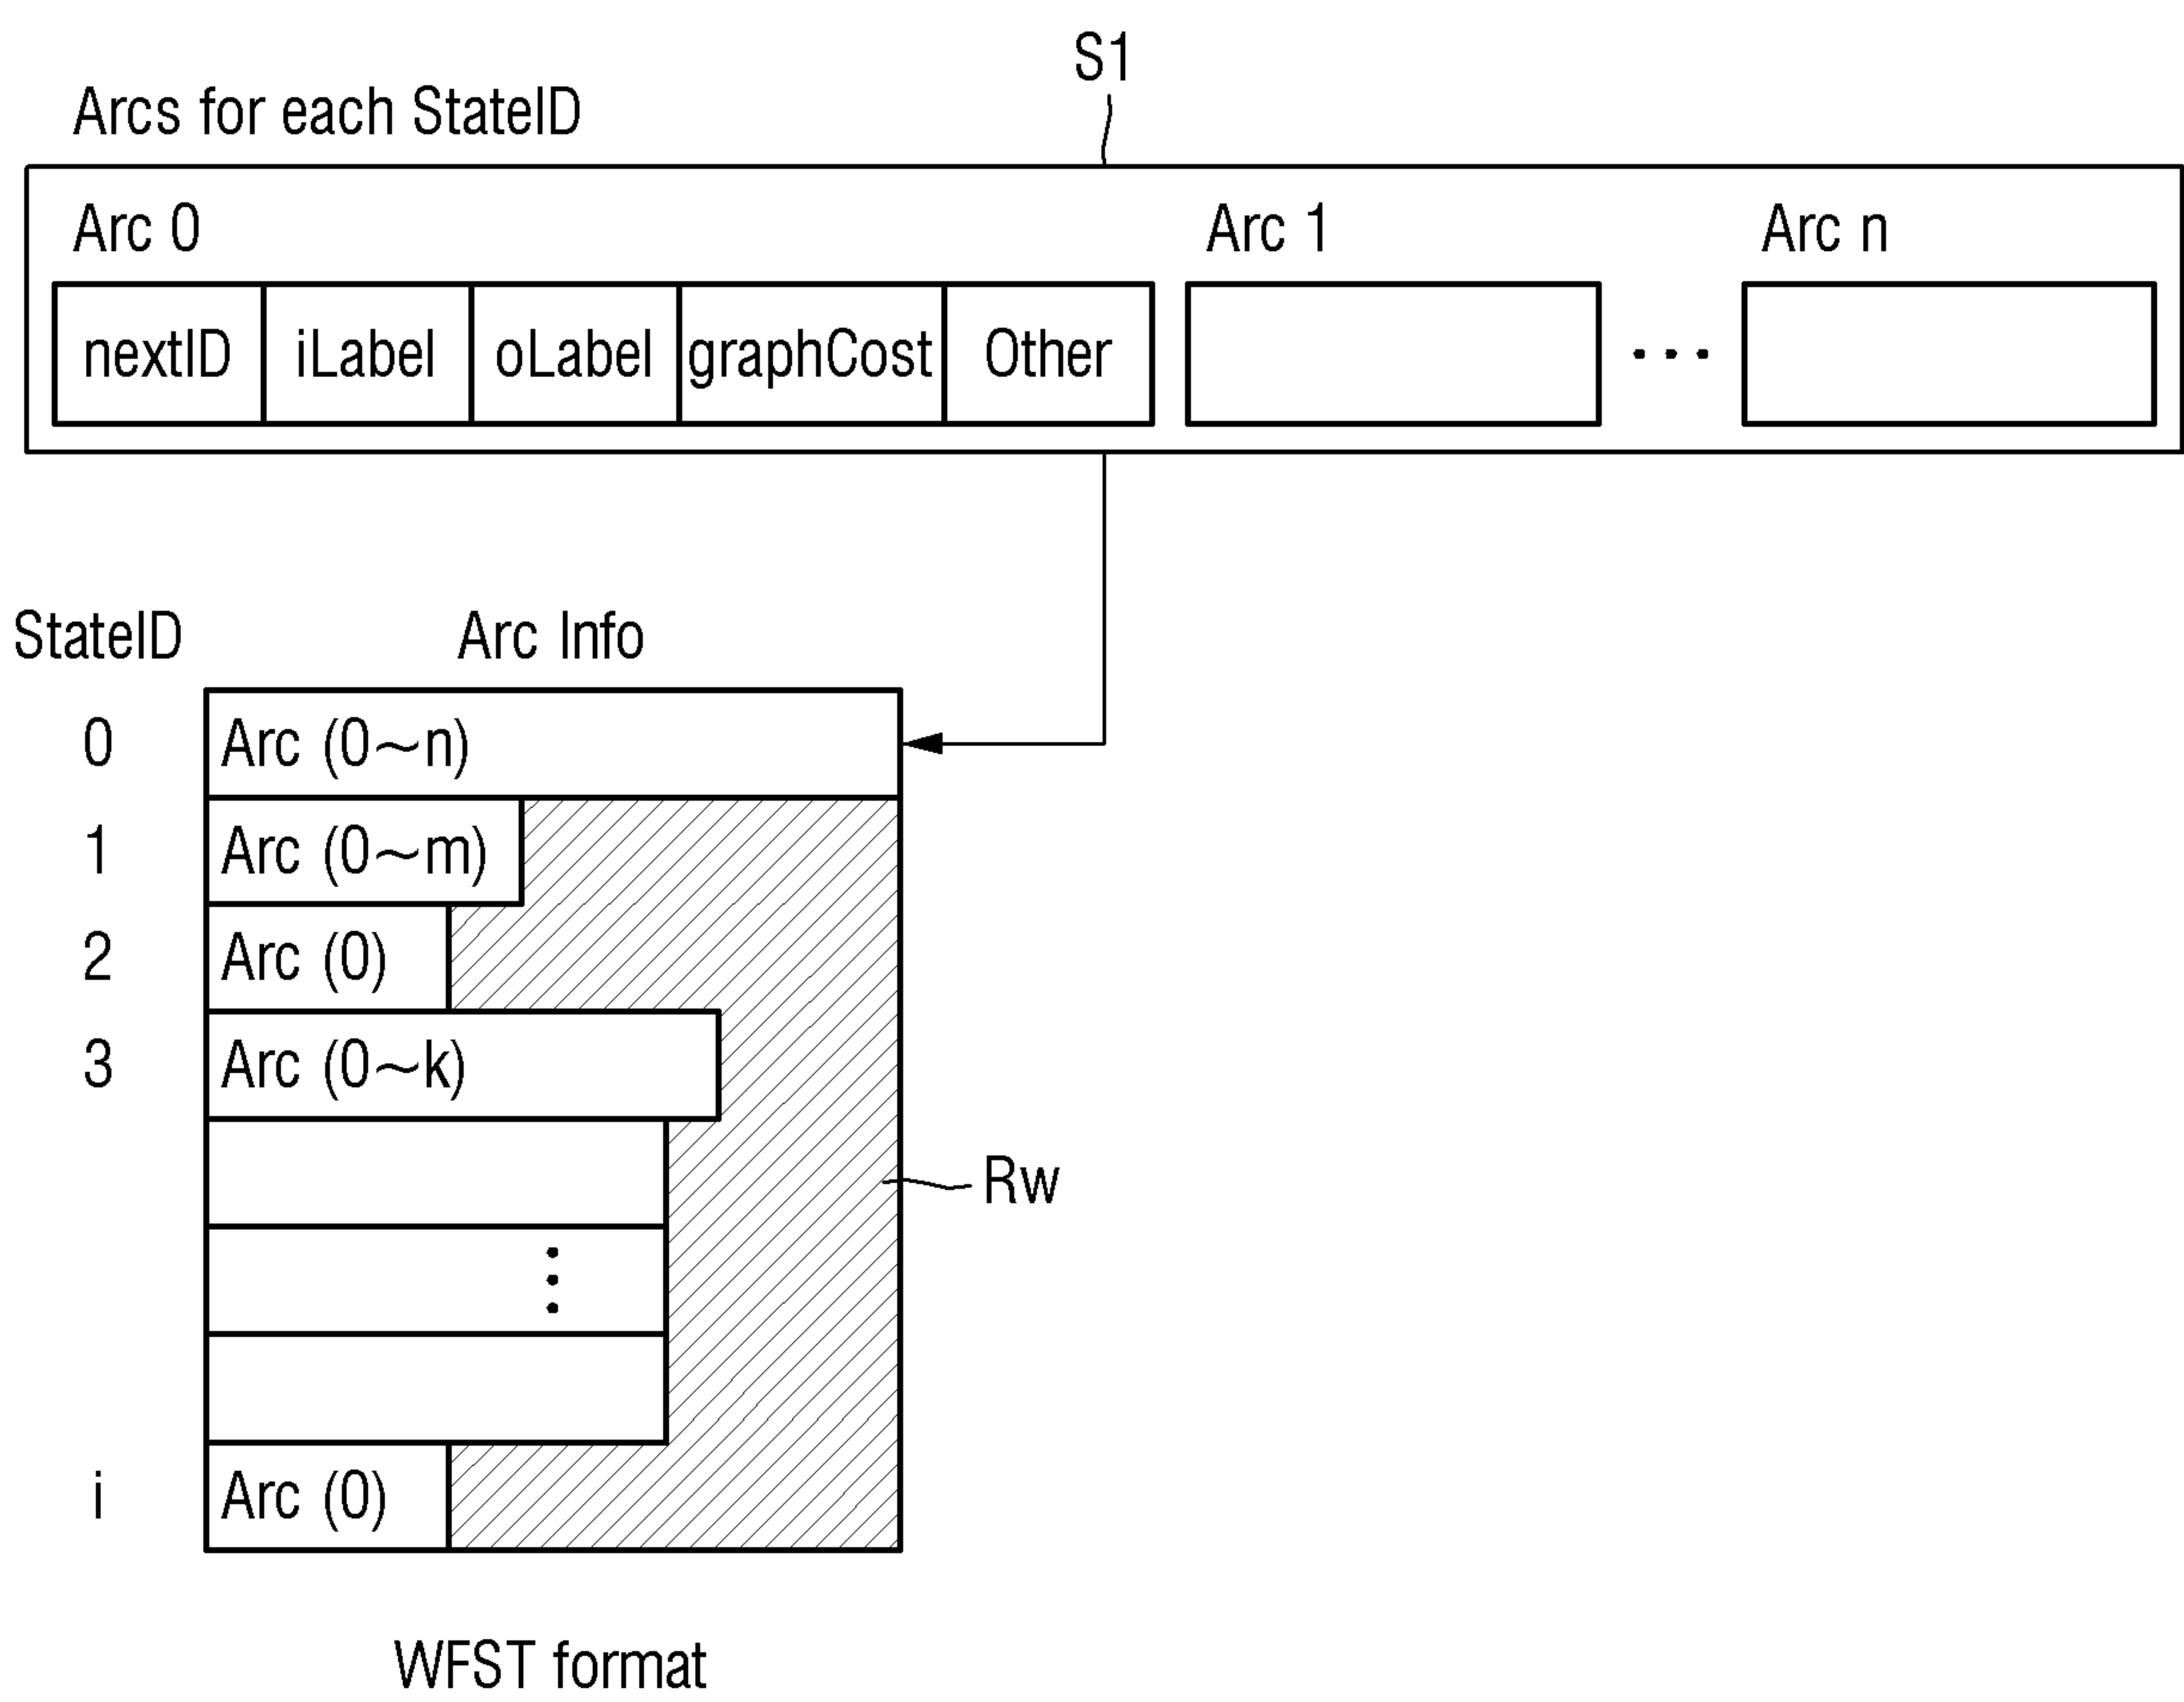 S1
Arcs for each StateID
Arc 0 Arc 1 Arc n
nextID iLabel oLabel graphCost Other ...
StateID Arc Info
0 Arc (0~n)
1 Arc (0~m)
2 Arc (0)
3 Arc (0~k)
Rw
i Arc (0)
WFST format